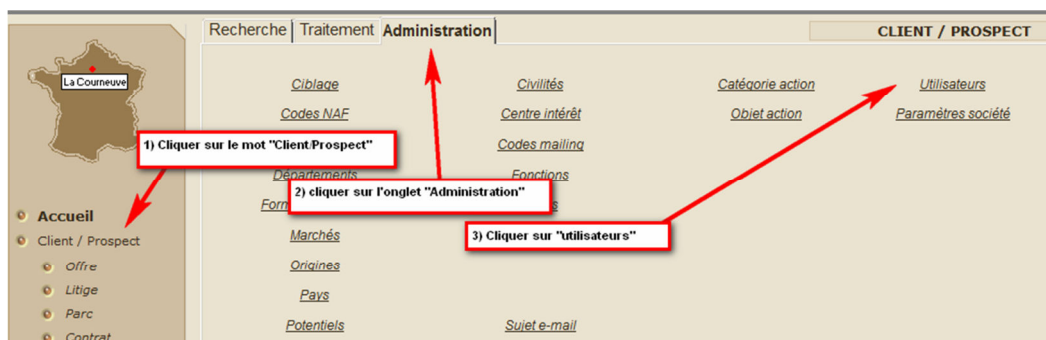 Recherche Traitement Administration CLIENT / PROSPECT
La Courneuve
Ciblage Civilités Catégorie action Utilisateurs
Codes NAF Centre intérêt Objet action Paramètres société
1) Cliquer sur le mot "Client/Prospect"
Codes mailing
Départements Fonctions
2) cliquer sur l'onglet "Administration"
Accueil
3) Cliquer sur "utilisateurs"
Marchés
Client / Prospect
Origines
Offre
Litige
Pays
Parc
Potentiels Sujet e-mail
Contrat